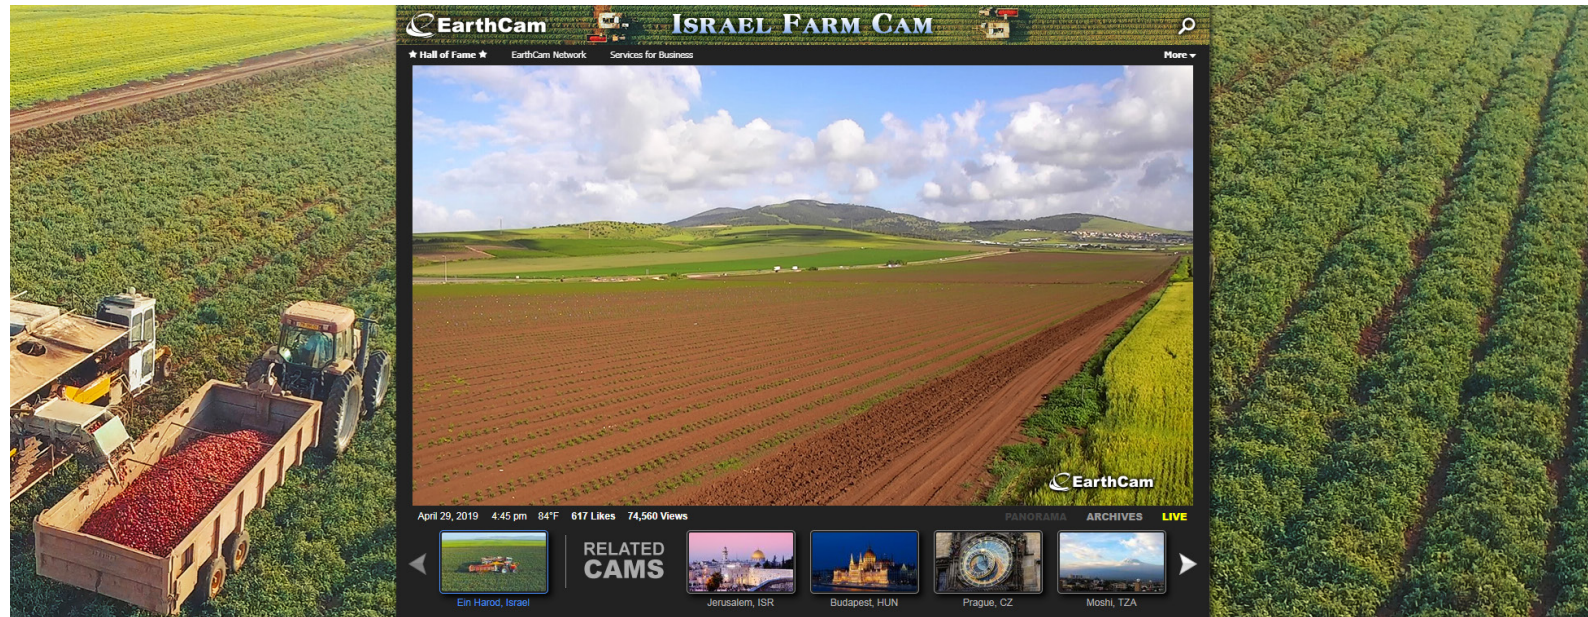 EarthCam
ISRAEL FARM CAM
★ Hall of Fame ★ EarthCam Network Services for Business More
EarthCam
April 29, 2019 4:45 pm 84°F 617 Likes 74,560 Views PANORAMA ARCHIVES LIVE
RELATED
CAMS
Ein Harod, Israel Jerusalem, ISR Budapest, HUN Prague, CZ Moshi, TZA